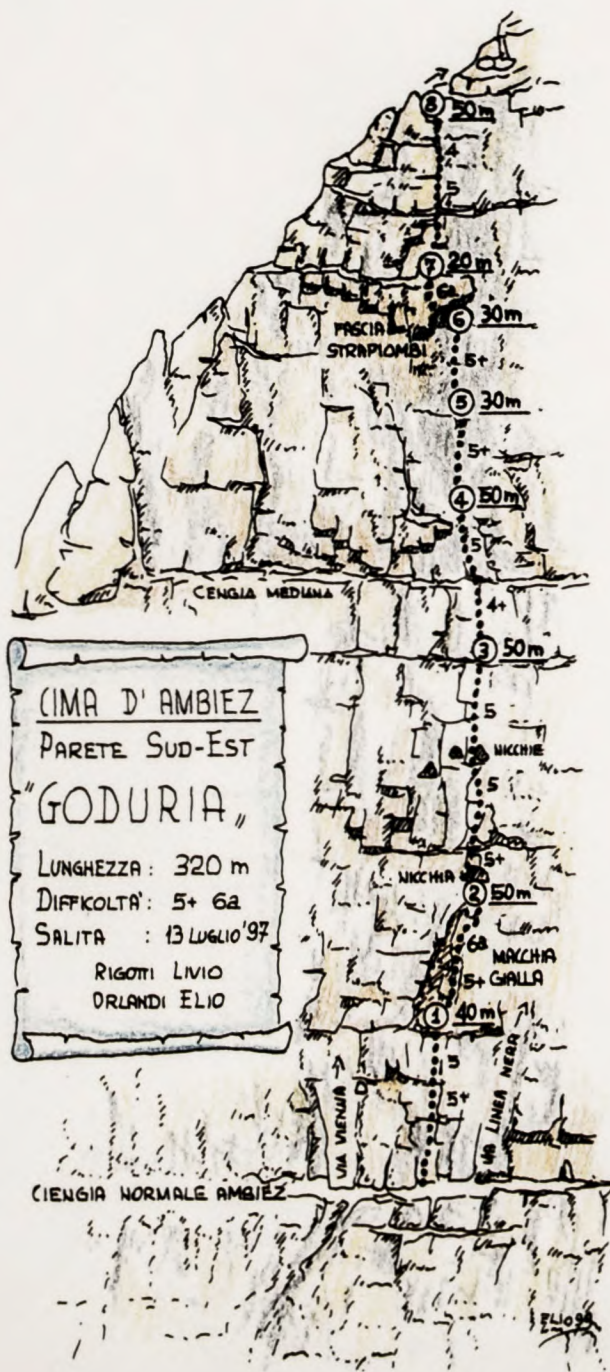 8 50m
4
5
7 20m
6a
6 30m
FASCIA
STRAPIOMBI
5+
5 30m
5+
4 50m
5
CENGIA MEDIANA
4+
3 50m
CIMA D'AMBIEZ
PARETE SUD-EST
"GODURIA"
LUNGHEZZA: 320 m
DIFFICOLTA': 5+ 6a
SALITA : 13 LUGLIO '97
RIGOTTI LIVIO
ORLANDI ELIO
5
NICCHIE
5
5+
NICCHIA
2 50m
6a
MACCHIA
GIALLA
5+
1 40m
5
5+
VIA VIENNA
VIA LINEA NERA
CIENGIA NORMALE AMBIEZ